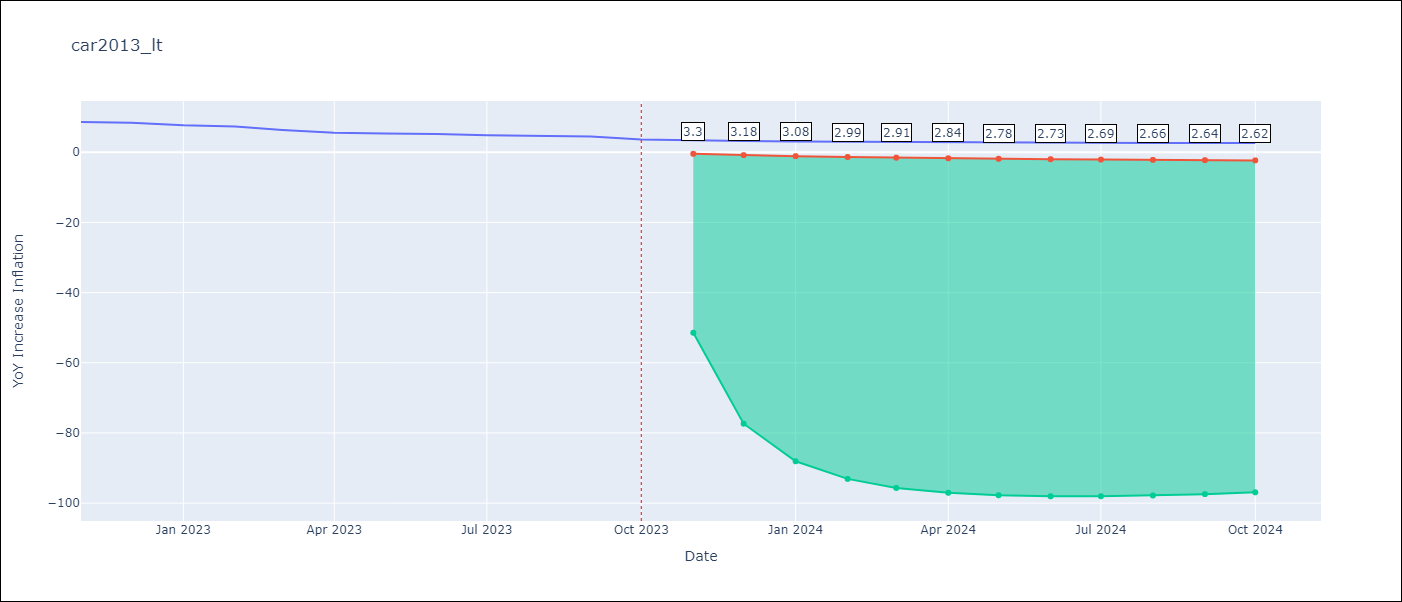 car2013_lt
YoY Increase Inflation
0
−20
−40
−60
−80
−100
3.3 3.18 3.08 2.99 2.91 2.84 2.78 2.73 2.69 2.66 2.64 2.62
Jan 2023 Apr 2023 Jul 2023 Oct 2023 Jan 2024 Apr 2024 Jul 2024 Oct 2024
Date